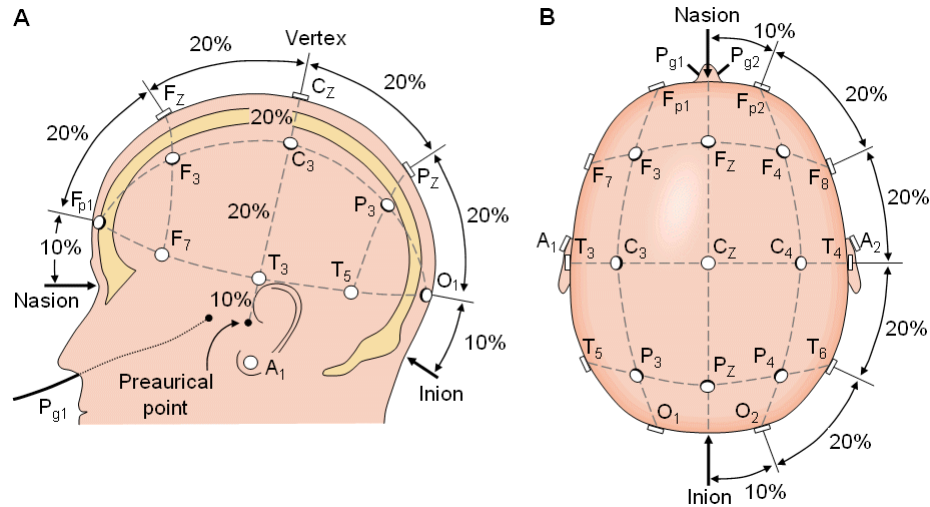 A
Vertex
20%
20%
20%
20%
20%
20%
20%
10%
10%
10%
F_Z
C_Z
F_p1
F_3
C_3
P_Z
P_3
F_7
T_3
T_5
O_1
A_1
Nasion
Preaurical
point
P_g1
Inion
B
Nasion
10%
P_g1
P_g2
F_p1
F_p2
20%
F_7
F_3
F_Z
F_4
F_8
20%
A_1
T_3
C_3
C_Z
C_4
T_4
A_2
20%
T_5
P_3
P_Z
P_4
T_6
O_1
O_2
20%
10%
Inion